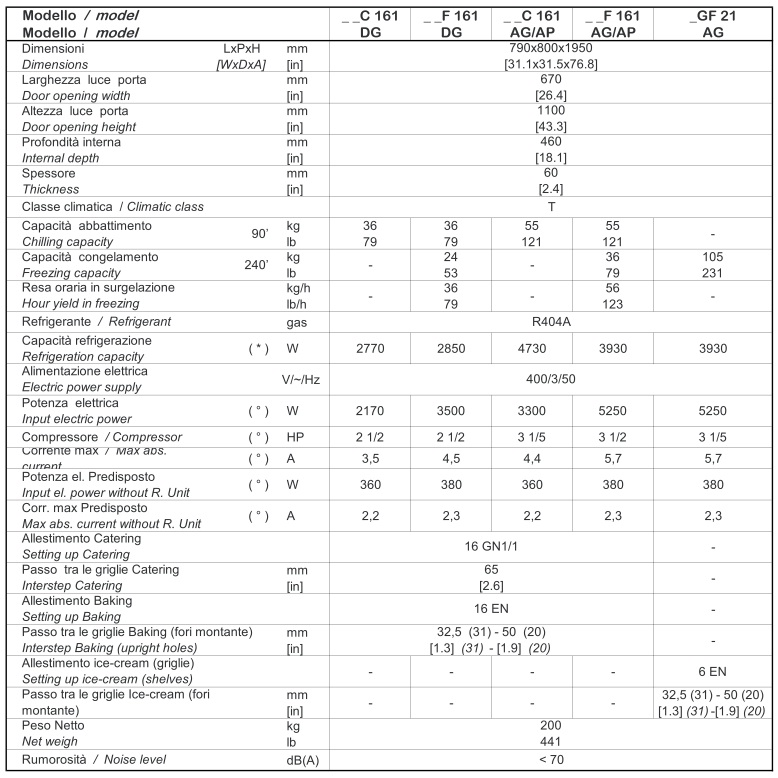 Modello / model _ _C 161 _ _F 161 _ _C 161 _ _F 161 _GF 21
Modello / model DG DG AG/AP AG/AP AG
Dimensioni LxPxH mm 790x800x1950
Dimensions [WxDxA] [in] [31.1x31.5x76.8]
Larghezza luce porta mm 670
Door opening width [in] [26.4]
Altezza luce porta mm 1100
Door opening height [in] [43.3]
Profondità interna mm 460
Internal depth [in] [18.1]
Spessore mm 60
Thickness [in] [2.4]
Classe climatica / Climatic class T
Capacità abbattimento 90’ kg 36 36 55 55 -
Chilling capacity lb 79 79 121 121
Capacità congelamento 240’ kg - 24 - 36 105
Freezing capacity lb 53 79 231
Resa oraria in surgelazione kg/h - 36 - 56 -
Hour yield in freezing lb/h 79 123
Refrigerante / Refrigerant gas R404A
Capacità refrigerazione ( * ) W 2770 2850 4730 3930 3930
Refrigeration capacity
Alimentazione elettrica V/~/Hz 400/3/50
Electric power supply
Potenza elettrica ( ° ) W 2170 3500 3300 5250 5250
Input electric power
Compressore / Compressor ( ° ) HP 2 1/2 2 1/2 3 1/5 3 1/2 3 1/5
Corrente max / Max abs. ( ° ) A 3,5 4,5 4,4 5,7 5,7
current
Potenza el. Predisposto ( ° ) W 360 380 360 380 380
Input el. power without R. Unit
Corr. max Predisposto ( ° ) A 2,2 2,3 2,2 2,3 2,3
Max abs. current without R. Unit
Allestimento Catering 16 GN1/1 -
Setting up Catering
Passo tra le griglie Catering mm 65 -
Interstep Catering [in] [2.6]
Allestimento Baking 16 EN -
Setting up Baking
Passo tra le griglie Baking (fori montante) mm 32,5 (31) - 50 (20) -
Interstep Baking (upright holes) [in] [1.3] (31) - [1.9] (20)
Allestimento ice-cream (griglie) - - - - 6 EN
Setting up ice-cream (shelves)
Passo tra le griglie Ice-cream (fori mm - - - - 32,5 (31) - 50 (20)
montante) [in] [1.3] (31) -[1.9] (20)
Peso Netto kg 200
Net weigh lb 441
Rumorosità / Noise level dB(A) < 70